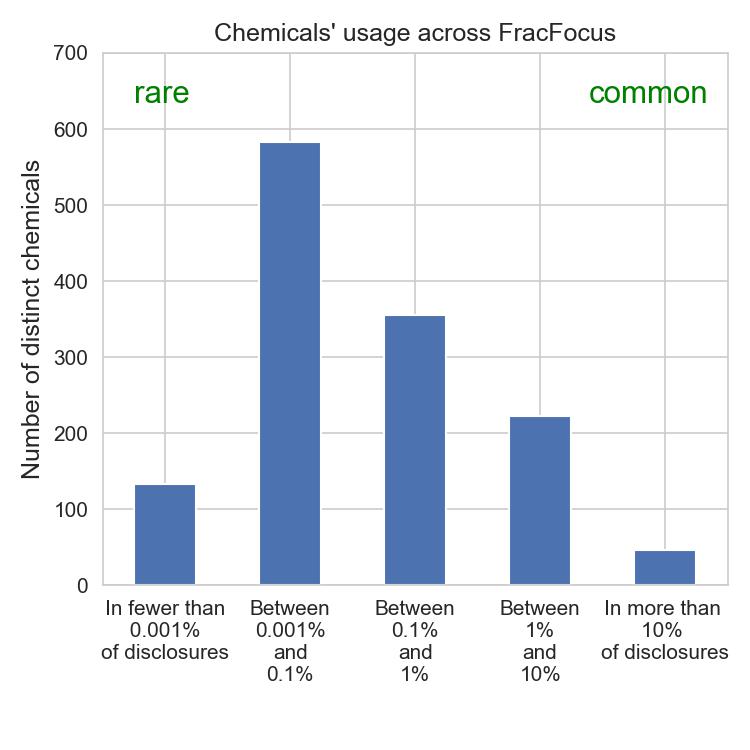 Chemicals' usage across FracFocus
700
600
500
400
300
200
100
0
Number of distinct chemicals
rare
common
In fewer than
0.001%
of disclosures
Between
0.001%
and
0.1%
Between
0.1%
and
1%
Between
1%
and
10%
In more than
10%
of disclosures